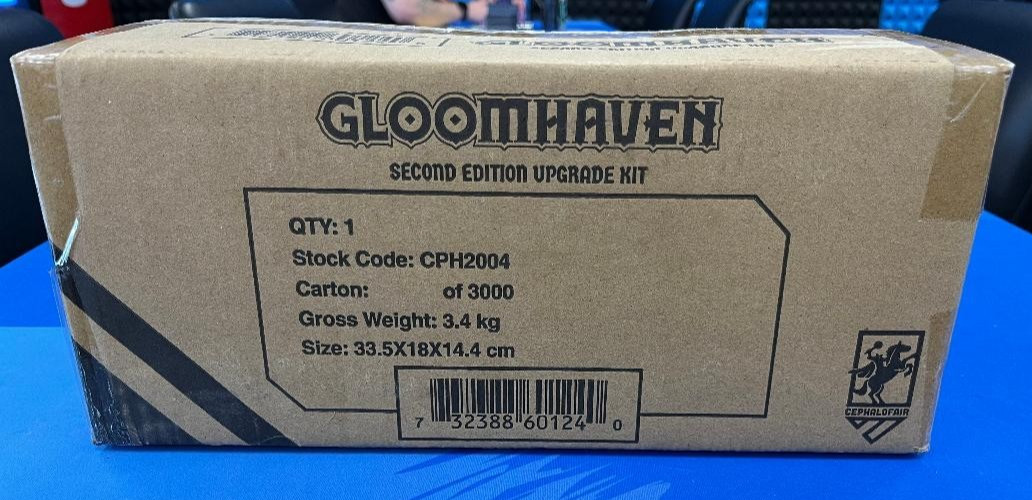 GLOOMHAVEN
GLOOMHAVEN
SECOND EDITION UPGRADE KIT
QTY: 1
Stock Code: CPH2004
Carton: of 3000
Gross Weight: 3.4 kg
Size: 33.5X18X14.4 cm
7 32388 60124 0
CEPHALOFAIR